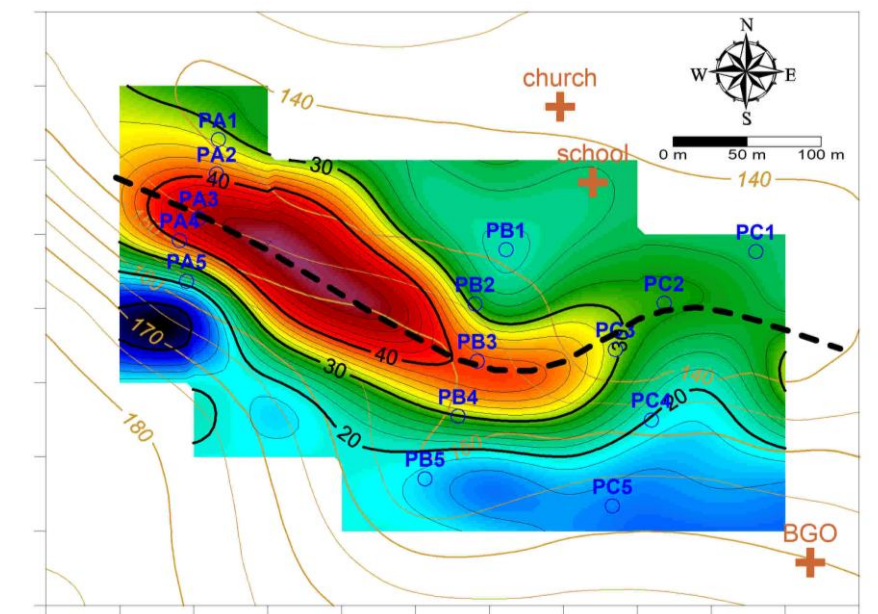 N
W E
S
church
140
0 m 50 m 100 m
PA1
30
school
PA2
40
140
PA3
PA4
PB1
PC1
PA5
PB2
PC2
170
PB3
PC3
30
40
30
140
PB4
PC4
20
180
20
160
PB5
PC5
BGO